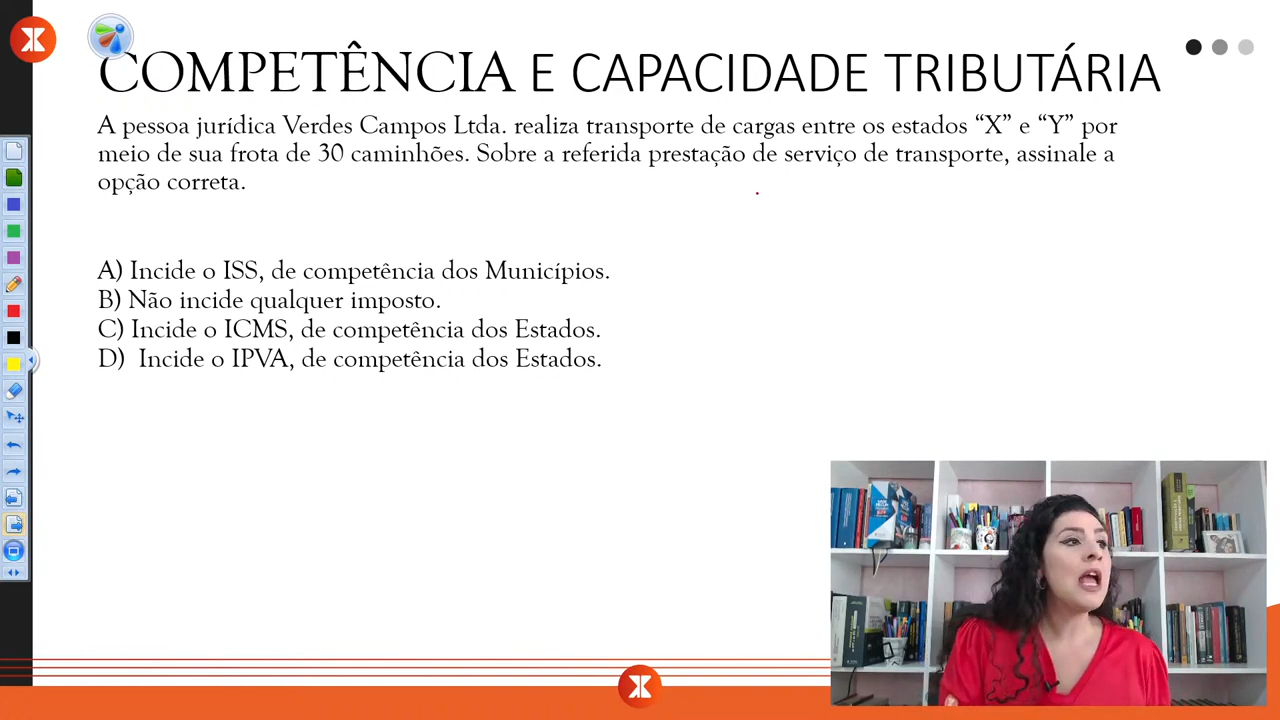 COMPETÊNCIA E CAPACIDADE TRIBUTÁRIA
A pessoa jurídica Verdes Campos Ltda. realiza transporte de cargas entre os estados “X” e “Y” por
meio de sua frota de 30 caminhões. Sobre a referida prestação de serviço de transporte, assinale a
opção correta.
A) Incide o ISS, de competência dos Municípios.
B) Não incide qualquer imposto.
C) Incide o ICMS, de competência dos Estados.
D) Incide o IPVA, de competência dos Estados.